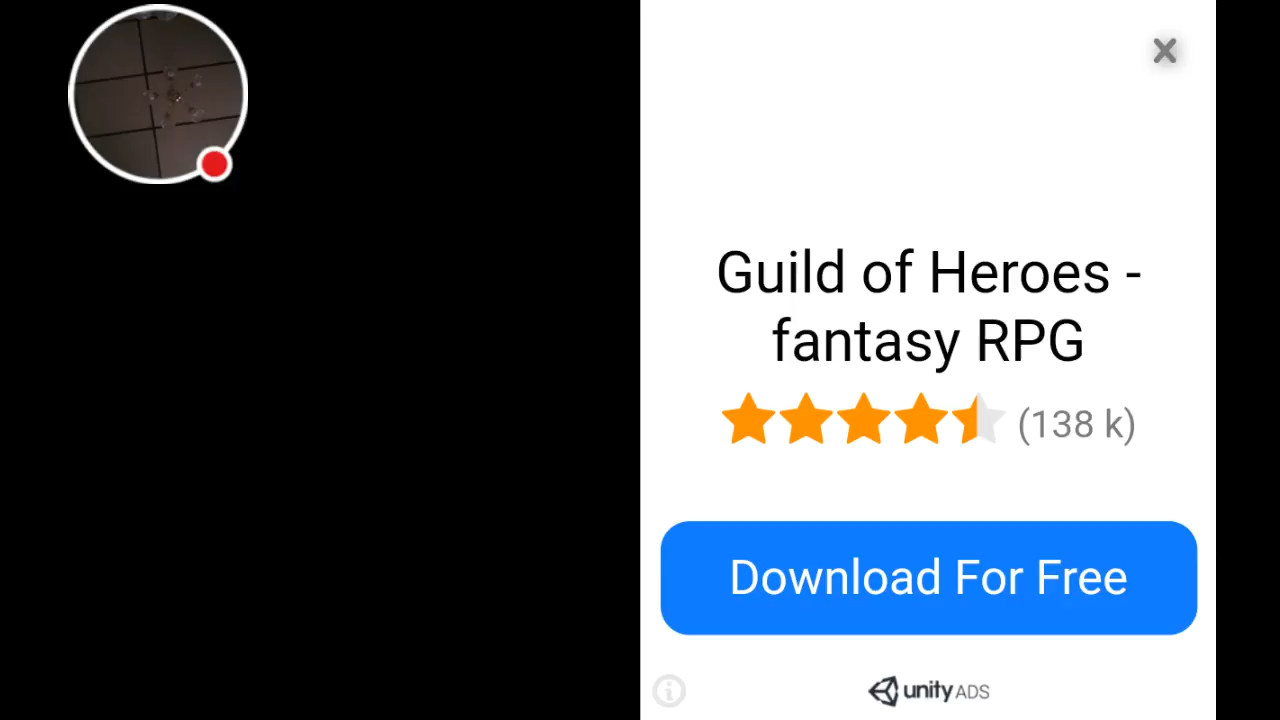 Guild of Heroes -
fantasy RPG
(138 k)
Download For Free
unity ADS